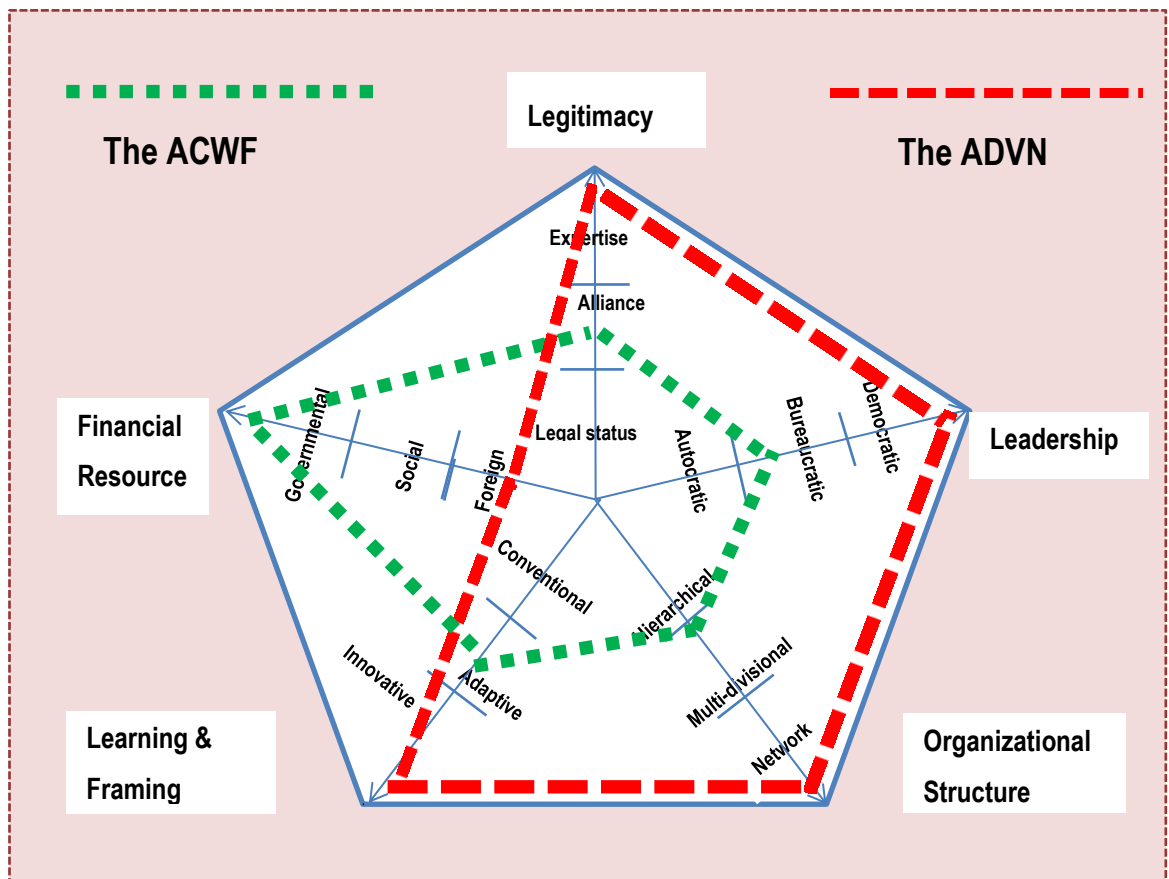 Legitimacy
The ACWF
The ADVN
Expertise
Alliance
Legal status
Financial
Resource
Governmental
Social
Foreign
Autocratic
Bureaucratic
Democratic
Leadership
Conventional
Adaptive
Innovative
Hierarchical
Multi-divisional
Network
Learning &
Framing
Organizational
Structure